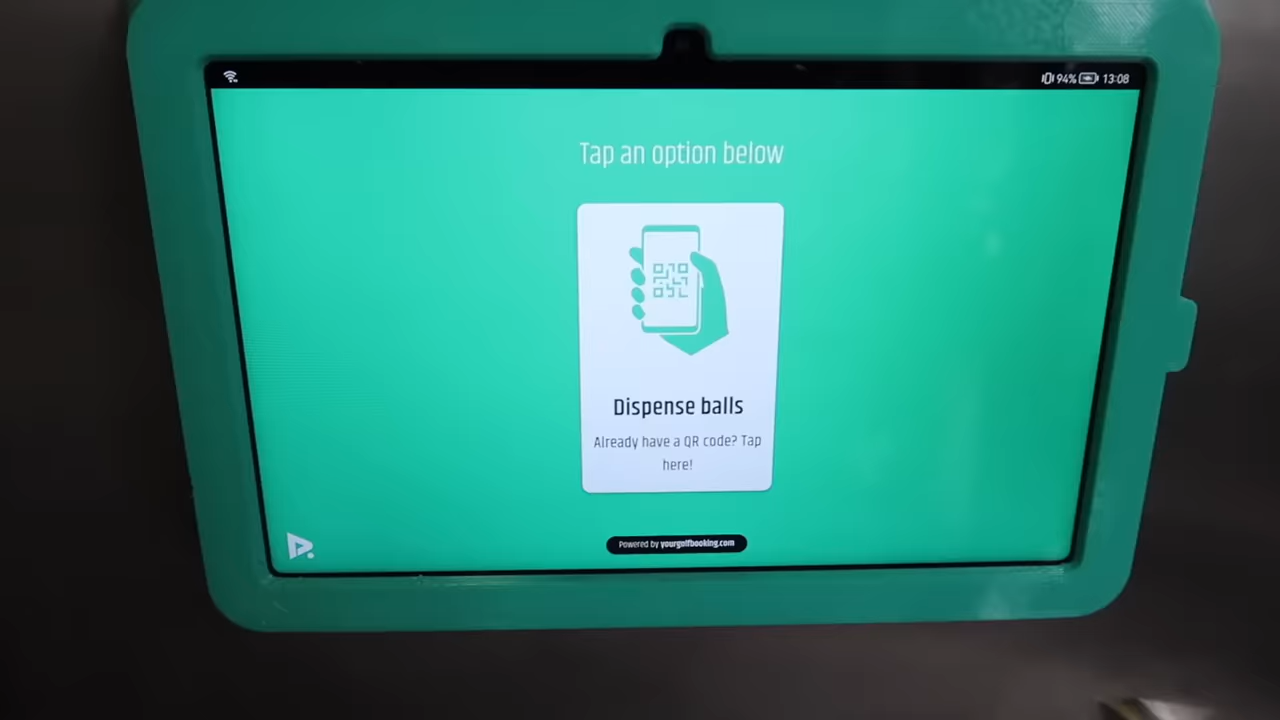 94% 13:08
Tap an option below
Dispense balls
Already have a QR code? Tap
here!
Powered by yourgolfbooking.com